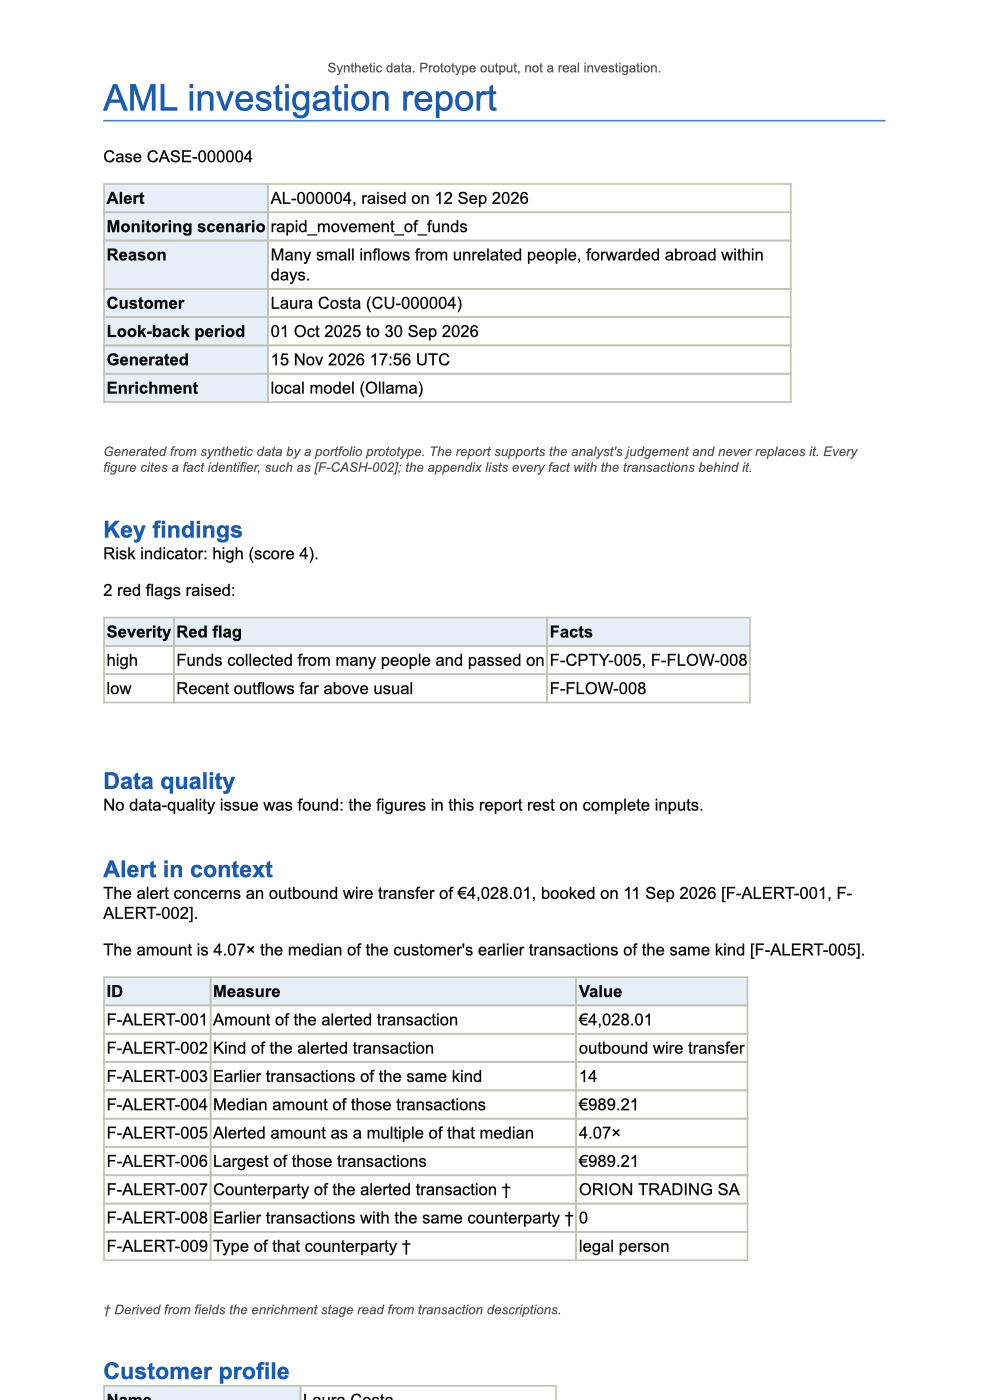 Synthetic data. Prototype output, not a real investigation.
AML investigation report
Case CASE-000004
Alert AL-000004, raised on 12 Sep 2026
Monitoring scenario rapid_movement_of_funds
Reason Many small inflows from unrelated people, forwarded abroad within
days.
Customer Laura Costa (CU-000004)
Look-back period 01 Oct 2025 to 30 Sep 2026
Generated 15 Nov 2026 17:56 UTC
Enrichment local model (Ollama)
Generated from synthetic data by a portfolio prototype. The report supports the analyst's judgement and never replaces it. Every
figure cites a fact identifier, such as [F-CASH-002]; the appendix lists every fact with the transactions behind it.
Key findings
Risk indicator: high (score 4).
2 red flags raised:
Severity Red flag Facts
high Funds collected from many people and passed on F-CPTY-005, F-FLOW-008
low Recent outflows far above usual F-FLOW-008
Data quality
No data-quality issue was found: the figures in this report rest on complete inputs.
Alert in context
The alert concerns an outbound wire transfer of €4,028.01, booked on 11 Sep 2026 [F-ALERT-001, F-
ALERT-002].
The amount is 4.07× the median of the customer's earlier transactions of the same kind [F-ALERT-005].
ID Measure Value
F-ALERT-001 Amount of the alerted transaction €4,028.01
F-ALERT-002 Kind of the alerted transaction outbound wire transfer
F-ALERT-003 Earlier transactions of the same kind 14
F-ALERT-004 Median amount of those transactions €989.21
F-ALERT-005 Alerted amount as a multiple of that median 4.07×
F-ALERT-006 Largest of those transactions €989.21
F-ALERT-007 Counterparty of the alerted transaction † ORION TRADING SA
F-ALERT-008 Earlier transactions with the same counterparty † 0
F-ALERT-009 Type of that counterparty † legal person
† Derived from fields the enrichment stage read from transaction descriptions.
Customer profile
Name Laura Costa